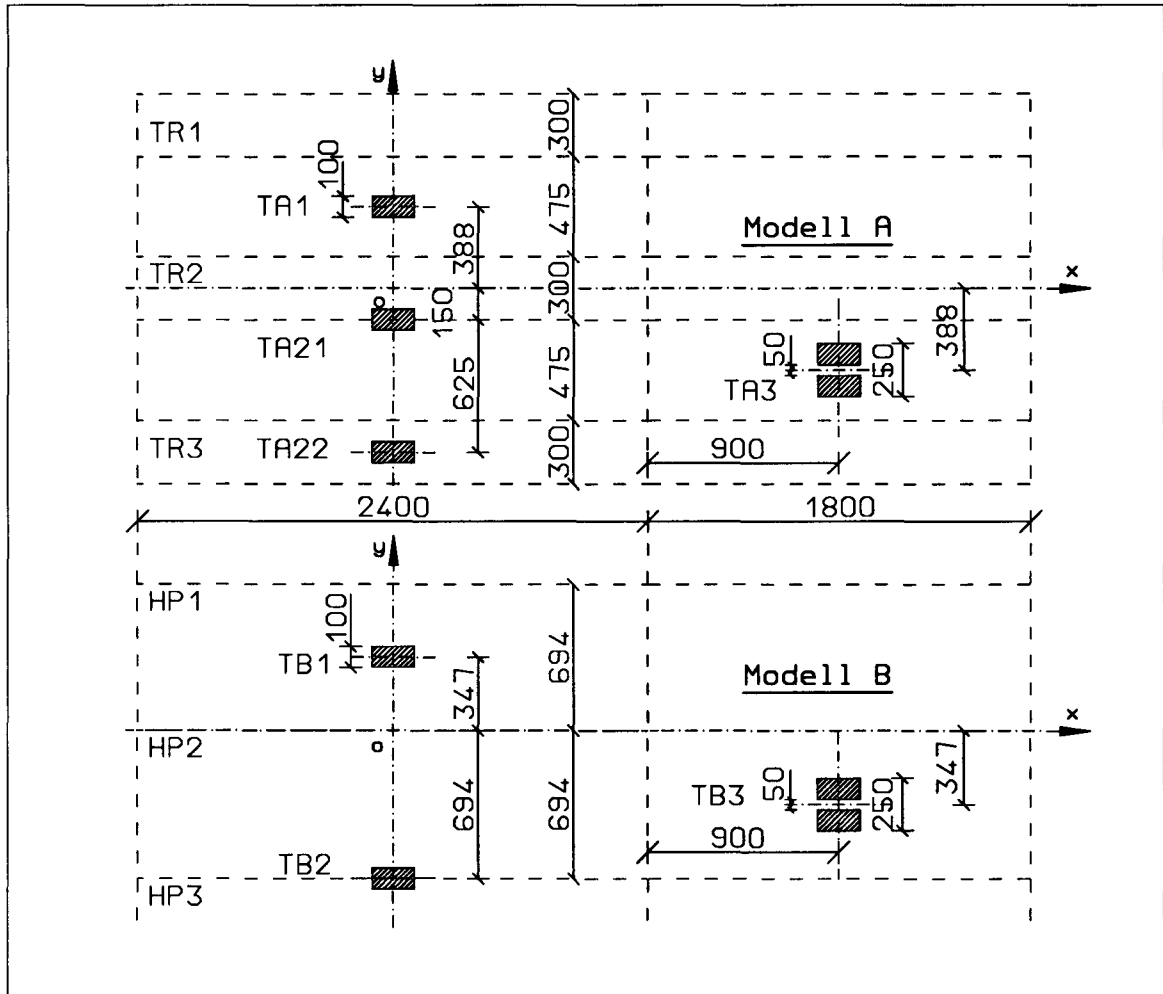 y
TR1
300
100
TA1
475
388
Modell A
TR2
x
300
o
150
TA21
388
50
250
TA3
625
475
TR3
TA22
900
300
2400
1800
y
HP1
100
TB1
347
694
Modell B
x
HP2
o
347
50
TB3
250
694
694
900
TB2
HP3